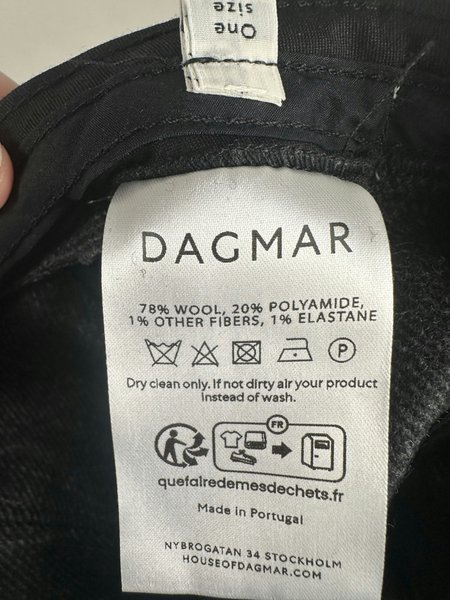 One
size
DAGMAR
78% WOOL, 20% POLYAMIDE,
1% OTHER FIBERS, 1% ELASTANE
P
Dry clean only. If not dirty air your product
instead of wash.
FR
quefairedemesdechets.fr
Made in Portugal
NYBROGATAN 34 STOCKHOLM
HOUSEOFDAGMAR.COM